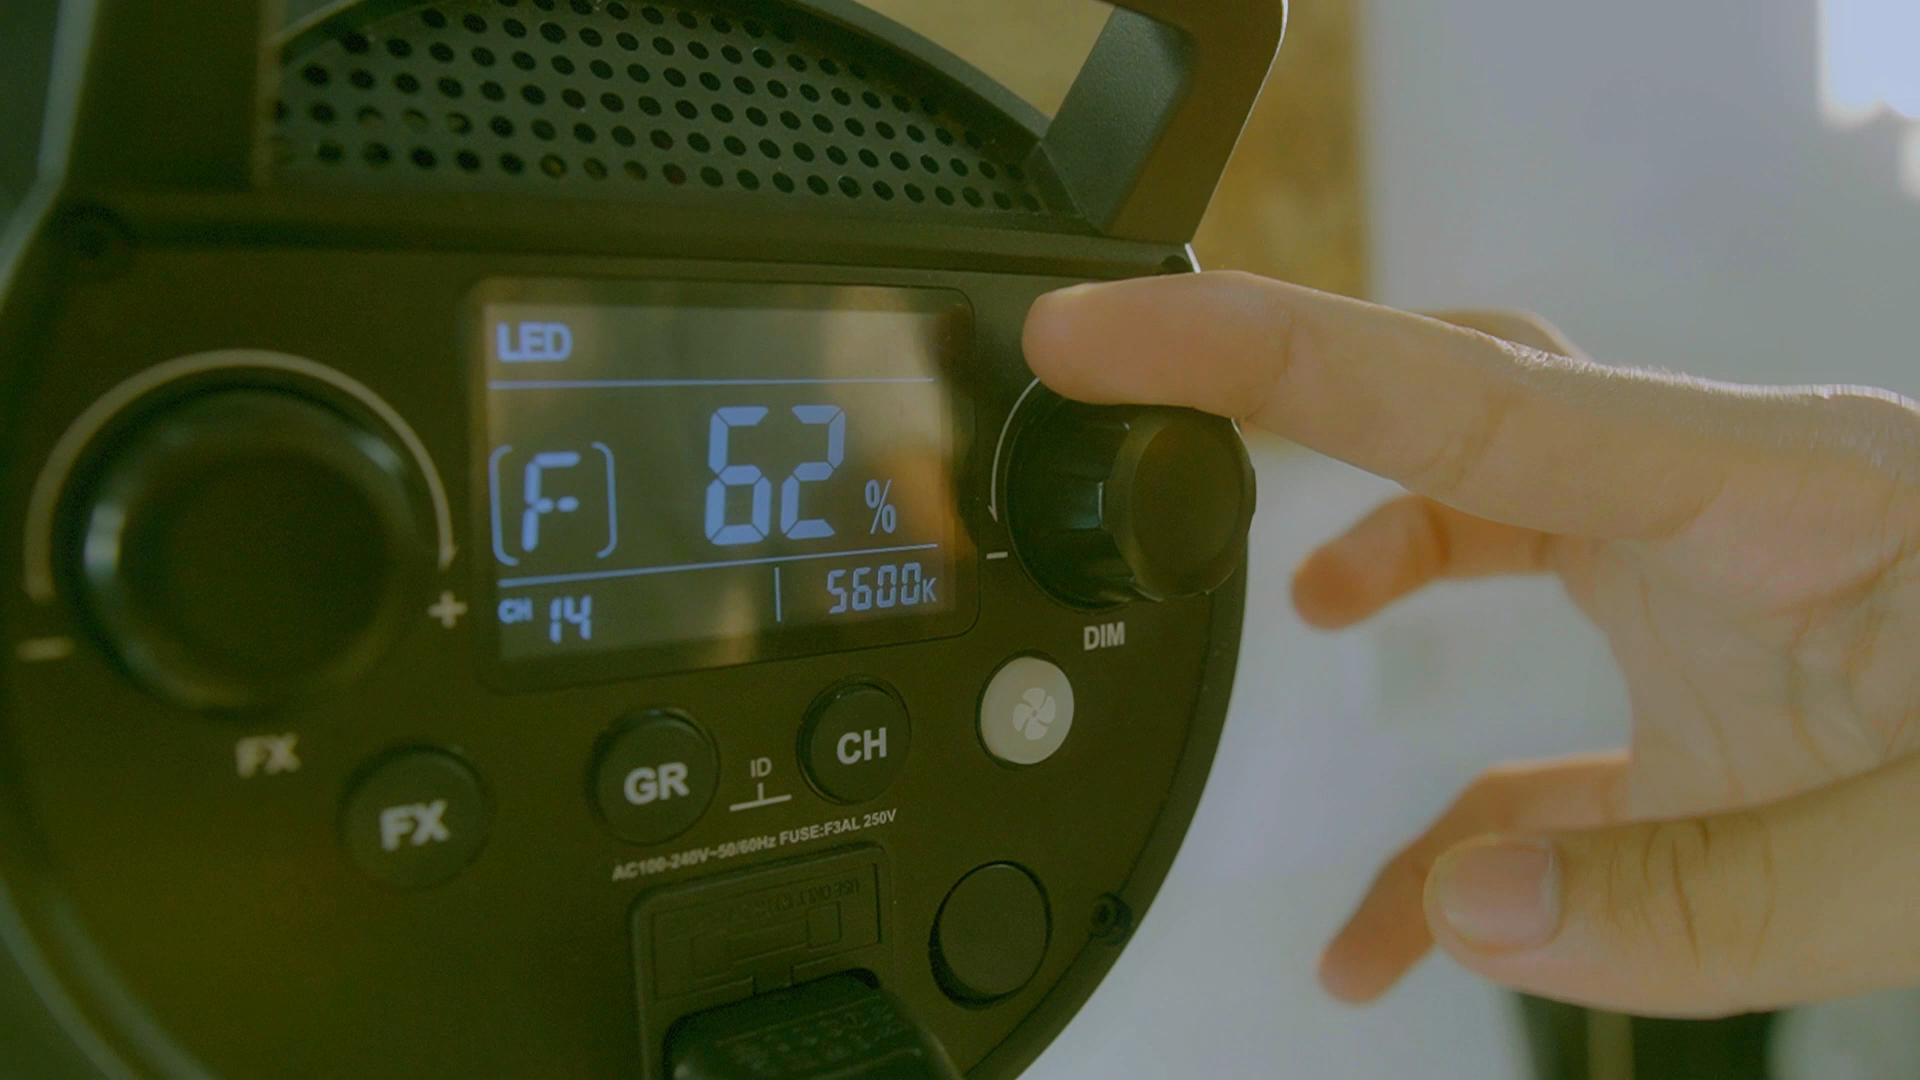 LED
[F] 62 %
CH 14 | 5600K
− +
−
DIM
FX
FX
GR
ID
CH
AC100-240V~50/60Hz FUSE:F3AL 250V